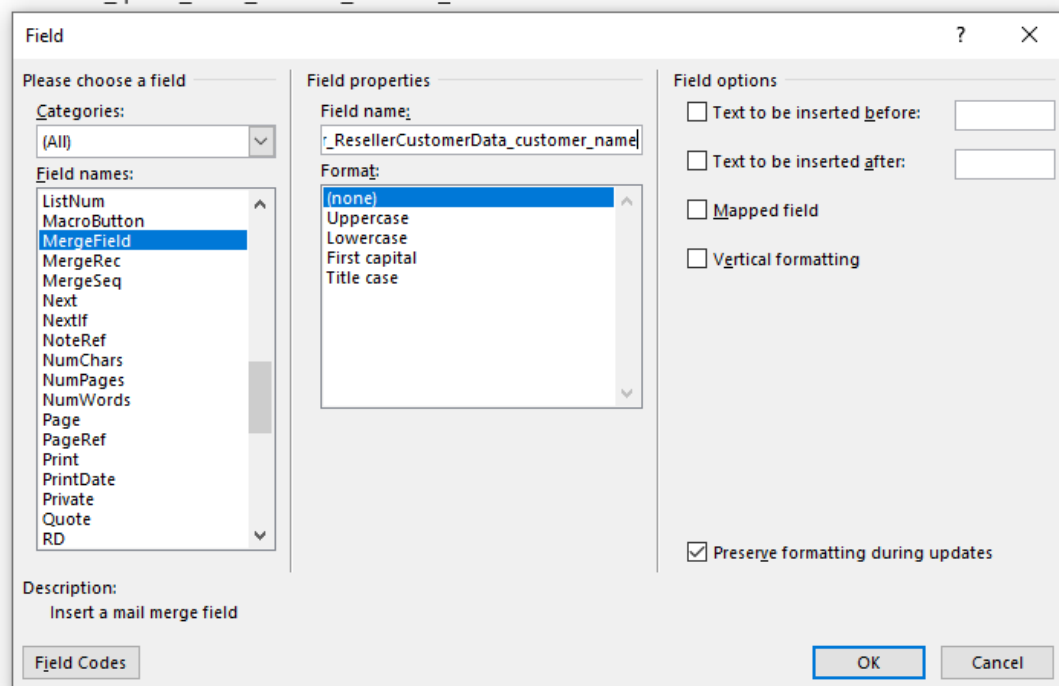 Field
?
Please choose a field
Categories:
(All)
Field names:
ListNum
MacroButton
MergeField
MergeRec
MergeSeq
Next
NextIf
NoteRef
NumChars
NumPages
NumWords
Page
PageRef
Print
PrintDate
Private
Quote
RD
Field properties
Field name:
r_ResellerCustomerData_customer_name
Format:
(none)
Uppercase
Lowercase
First capital
Title case
Field options
Text to be inserted before:
Text to be inserted after:
Mapped field
Vertical formatting
Preserve formatting during updates
Description:
Insert a mail merge field
Field Codes
OK
Cancel